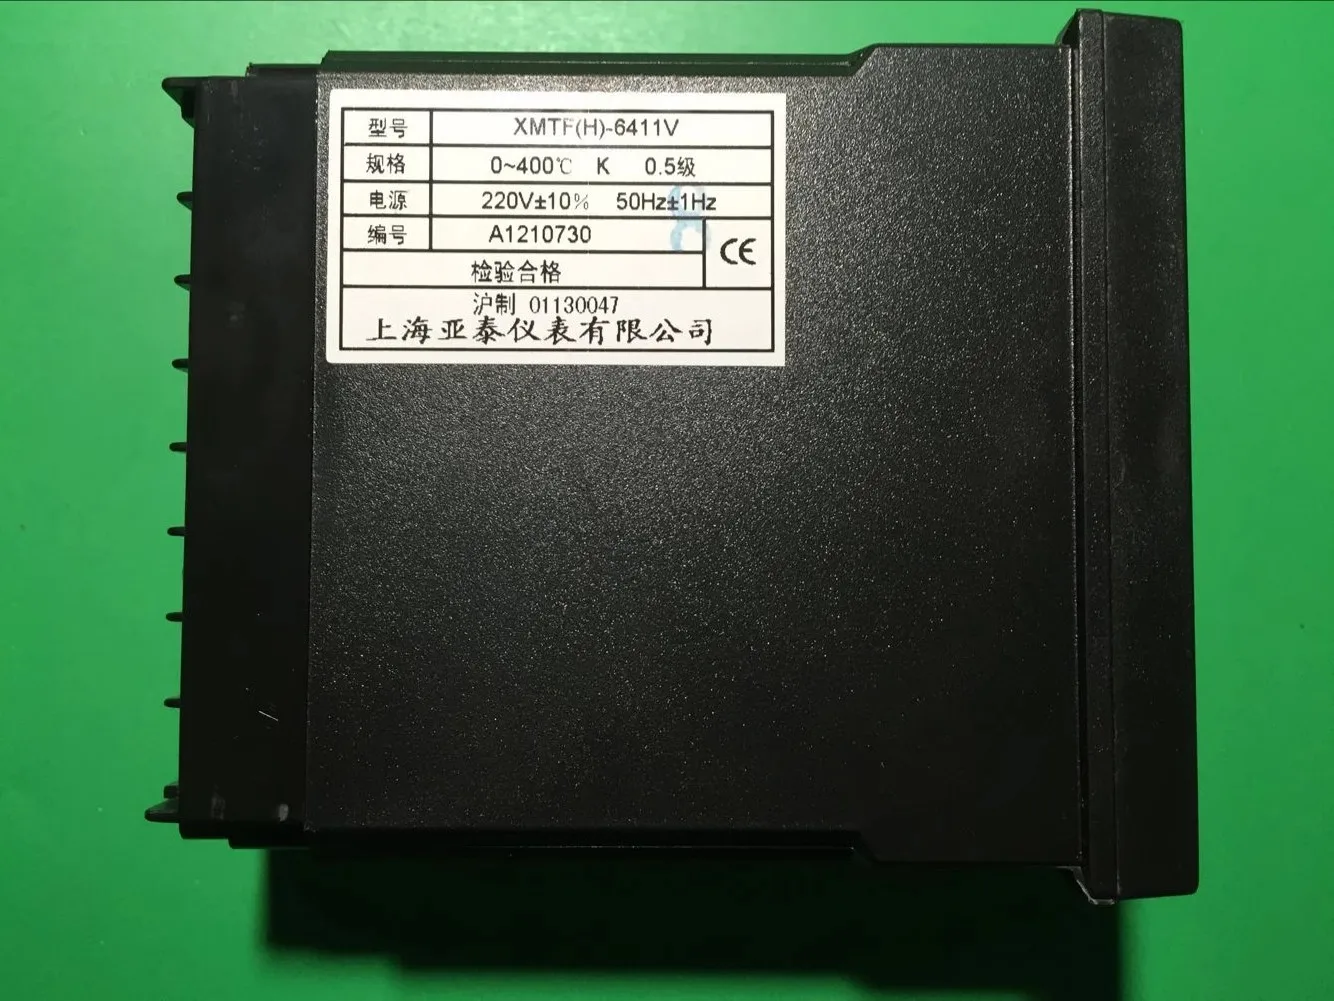 型号 XMTF(H)-6411V
规格 0~400℃ K 0.5级
电源 220V±10% 50Hz±1Hz
编号 A1210730
CE
检验合格
沪制 01130047
上海亚泰仪表有限公司